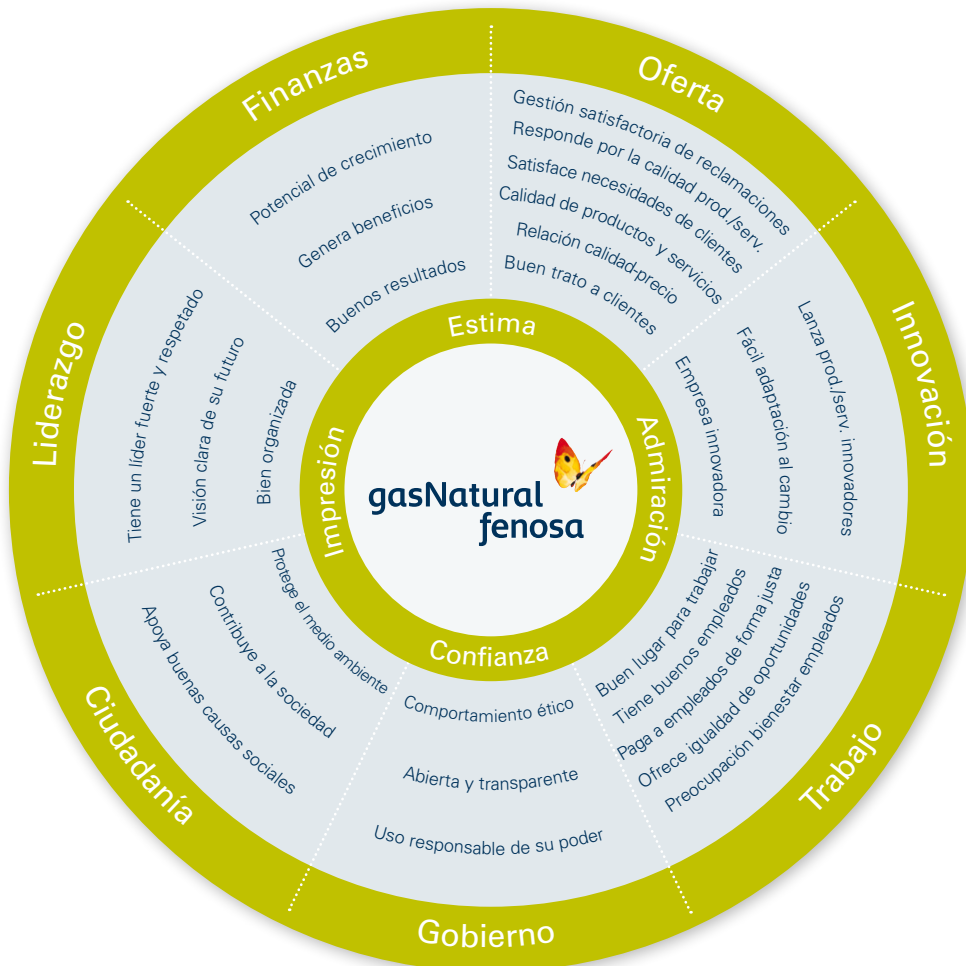 Finanzas
Potencial de crecimiento
Genera beneficios
Buenos resultados
Oferta
Gestión satisfactoria de reclamaciones
Responde por la calidad prod./serv.
Satisface necesidades de clientes
Calidad de productos y servicios
Relación calidad-precio
Buen trato a clientes
Innovación
Lanza prod./serv. innovadores
Fácil adaptación al cambio
Empresa innovadora
Trabajo
Buen lugar para trabajar
Tiene buenos empleados
Paga a empleados de forma justa
Ofrece igualdad de oportunidades
Preocupación bienestar empleados
Gobierno
Comportamiento ético
Abierta y transparente
Uso responsable de su poder
Ciudadanía
Protege el medio ambiente
Contribuye a la sociedad
Apoya buenas causas sociales
Liderazgo
Tiene un líder fuerte y respetado
Visión clara de su futuro
Bien organizada
Estima
Admiración
Confianza
Impresión
gasNatural
fenosa